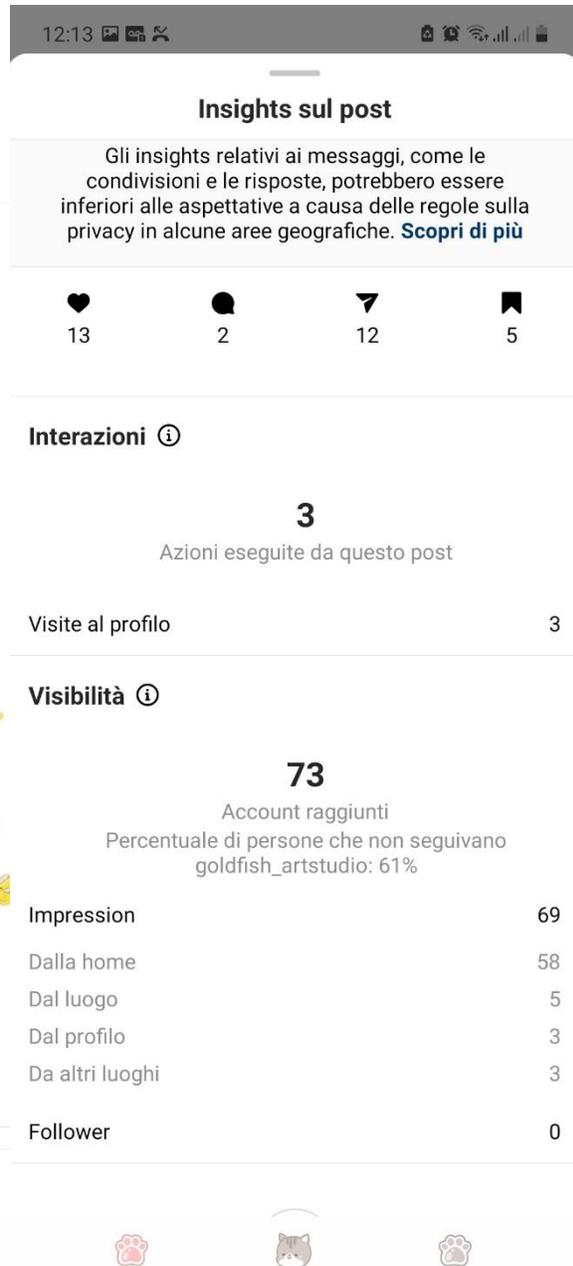 12:13
Insights sul post
Gli insights relativi ai messaggi, come le
condivisioni e le risposte, potrebbero essere
inferiori alle aspettative a causa delle regole sulla
privacy in alcune aree geografiche. Scopri di più
13 2 12 5
Interazioni
3
Azioni eseguite da questo post
Visite al profilo 3
Visibilità
73
Account raggiunti
Percentuale di persone che non seguivano
goldfish_artstudio: 61%
Impression 69
Dalla home 58
Dal luogo 5
Dal profilo 3
Da altri luoghi 3
Follower 0